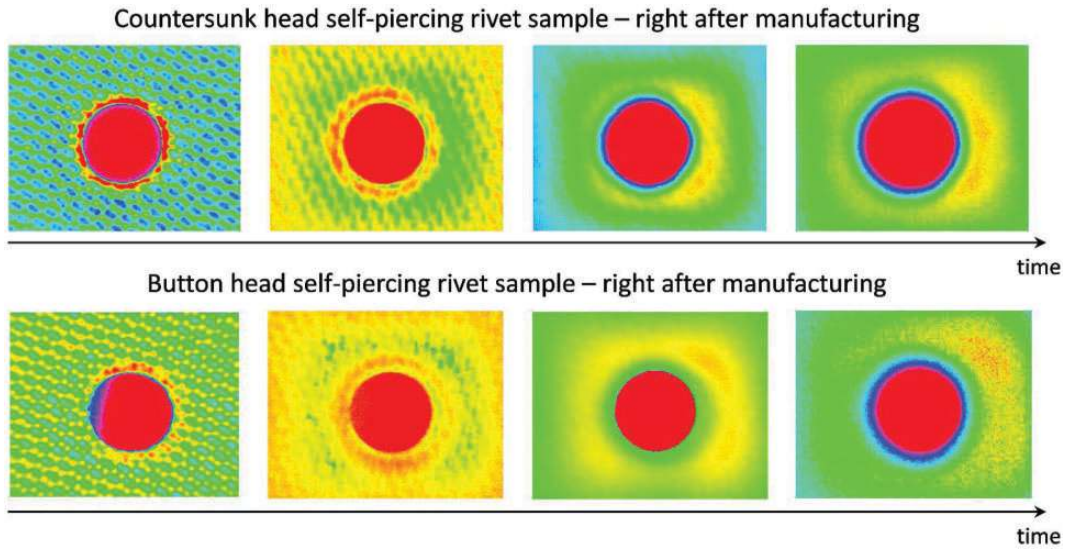 Countersunk head self-piercing rivet sample – right after manufacturing
time
Button head self-piercing rivet sample – right after manufacturing
time